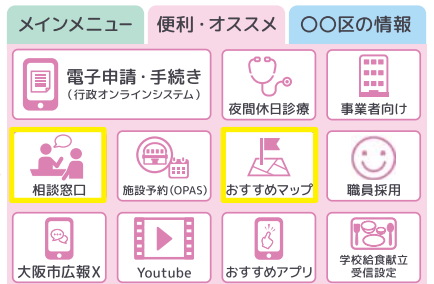 メインメニュー
便利・オススメ
〇〇区の情報
電子申請・手続き
（行政オンラインシステム）
夜間休日診療
事業者向け
相談窓口
施設予約（OPAS）
おすすめマップ
職員採用
大阪市広報X
Youtube
おすすめアプリ
学校給食献立
受信設定